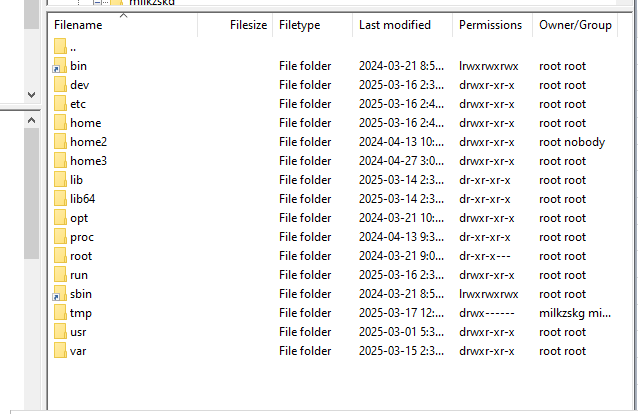 milkzskg
Filename Filesize Filetype Last modified Permissions Owner/Group
..
bin File folder 2024-03-21 8:5... lrwxrwxrwx root root
dev File folder 2025-03-16 2:3... drwxr-xr-x root root
etc File folder 2025-03-16 2:4... drwxr-xr-x root root
home File folder 2025-03-16 2:4... drwxr-xr-x root root
home2 File folder 2024-04-13 10:... drwxr-xr-x root nobody
home3 File folder 2024-04-27 3:0... drwxr-xr-x root root
lib File folder 2025-03-14 2:3... dr-xr-xr-x root root
lib64 File folder 2025-03-14 2:3... dr-xr-xr-x root root
opt File folder 2024-03-21 10:... drwxr-xr-x root root
proc File folder 2024-04-13 9:3... dr-xr-xr-x root root
root File folder 2024-03-21 9:0... dr-xr-x--- root root
run File folder 2025-03-16 2:3... drwxr-xr-x root root
sbin File folder 2024-03-21 8:5... lrwxrwxrwx root root
tmp File folder 2025-03-17 12:... drwx------ milkzskg mi...
usr File folder 2025-03-01 5:3... drwxr-xr-x root root
var File folder 2025-03-15 2:3... drwxr-xr-x root root